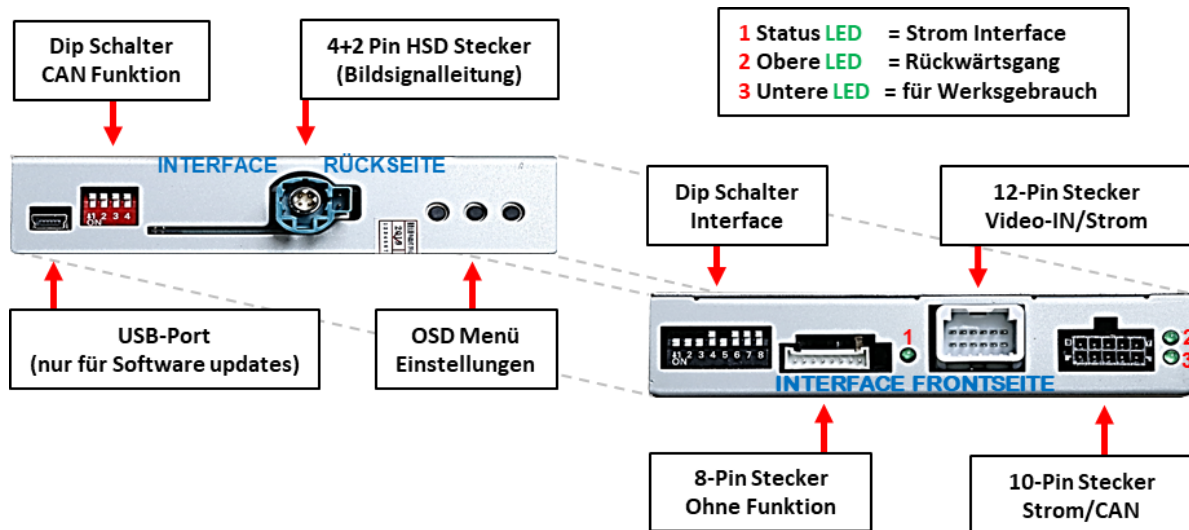 Dip Schalter
CAN Funktion
4+2 Pin HSD Stecker
(Bildsignalleitung)
1 Status LED = Strom Interface
2 Obere LED = Rückwärtsgang
3 Untere LED = für Werksgebrauch
INTERFACE RÜCKSEITE
1 2 3 4
ON
Dip Schalter
Interface
12-Pin Stecker
Video-IN/Strom
USB-Port
(nur für Software updates)
OSD Menü
Einstellungen
1 2 3 4 5 6 7 8
ON
1
2
3
INTERFACE FRONTSEITE
8-Pin Stecker
Ohne Funktion
10-Pin Stecker
Strom/CAN